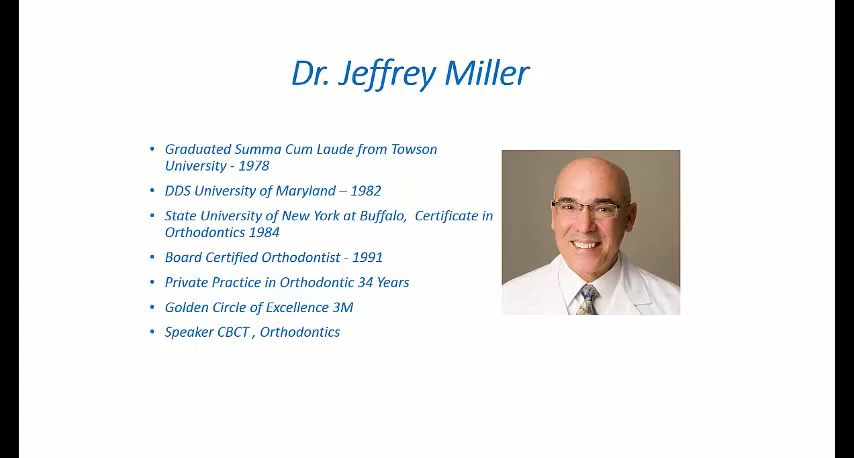 Dr. Jeffrey Miller
• Graduated Summa Cum Laude from Towson
University - 1978
• DDS University of Maryland – 1982
• State University of New York at Buffalo, Certificate in
Orthodontics 1984
• Board Certified Orthodontist - 1991
• Private Practice in Orthodontic 34 Years
• Golden Circle of Excellence 3M
• Speaker CBCT , Orthodontics